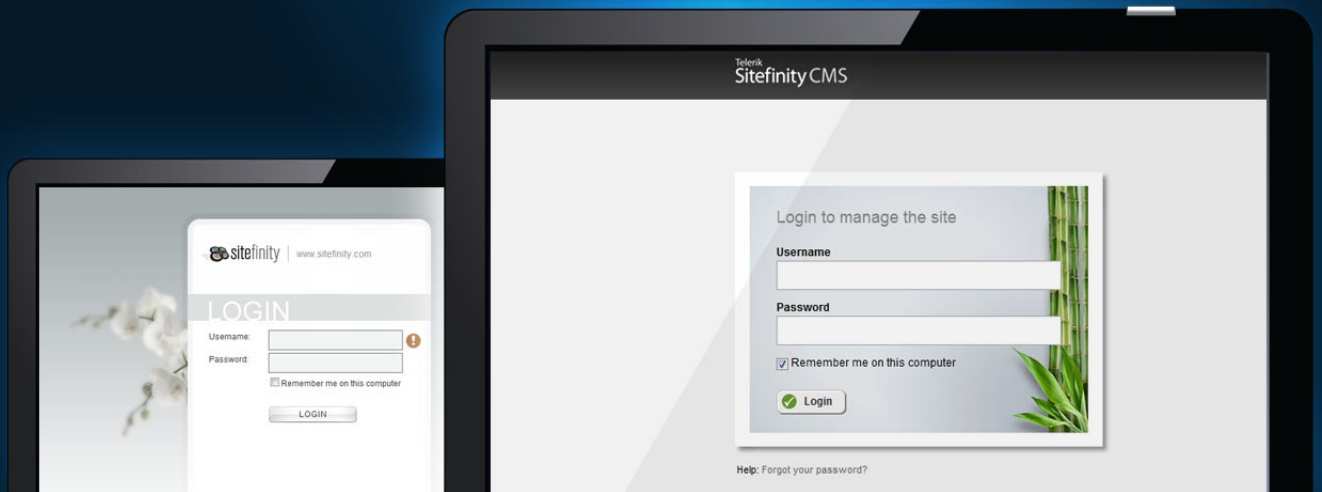 sitefinity | www.sitefinity.com
LOGIN
Username:
Password:
Remember me on this computer
LOGIN
Telerik
Sitefinity CMS
Login to manage the site
Username
Password
Remember me on this computer
Login
Help: Forgot your password?